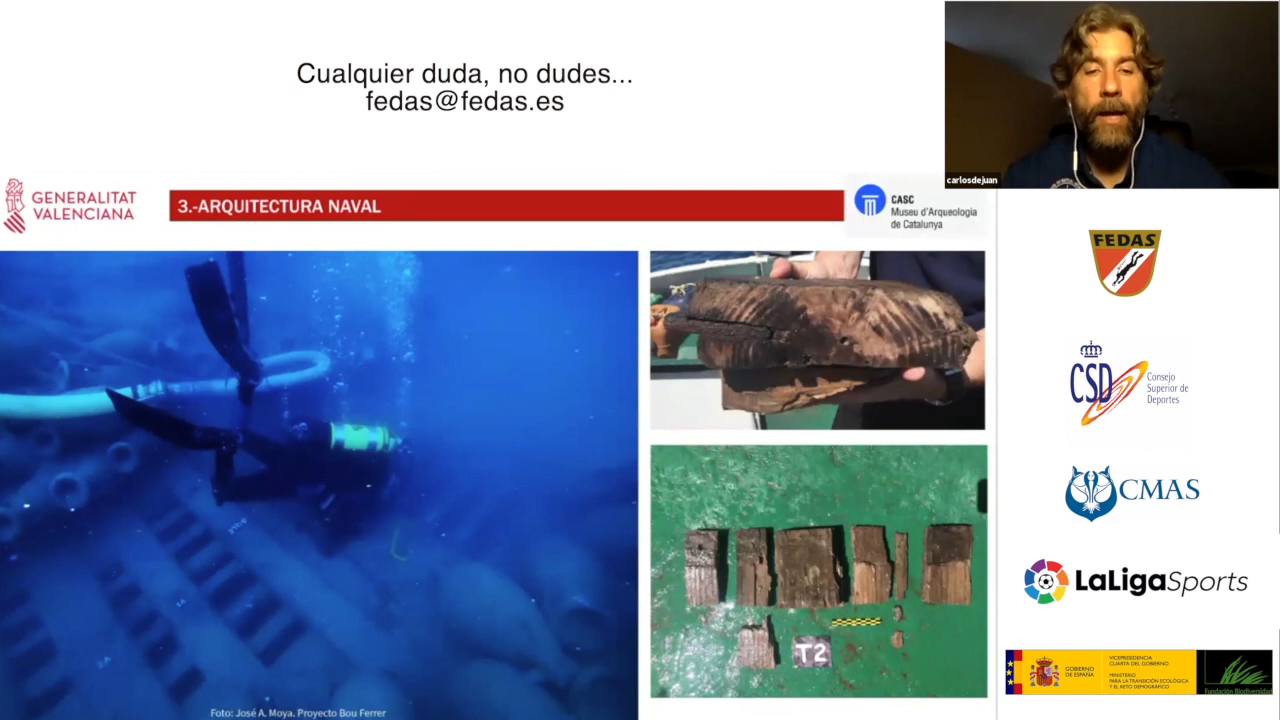 Cualquier duda, no dudes...
fedas@fedas.es
carlosdejuan
GENERALITAT
VALENCIANA
3.-ARQUITECTURA NAVAL
CASC
Museu d'Arqueologia
de Catalunya
FEDAS
CSD
Consejo
Superior de
Deportes
CMAS
LaLigaSports
T2
GOBIERNO
DE ESPAÑA
VICEPRESIDENCIA
CUARTA DEL GOBIERNO
MINISTERIO
PARA LA TRANSICIÓN ECOLÓGICA
Y EL RETO DEMOGRÁFICO
Fundación Biodiversidad
Foto: José A. Moya. Proyecto Bou Ferrer